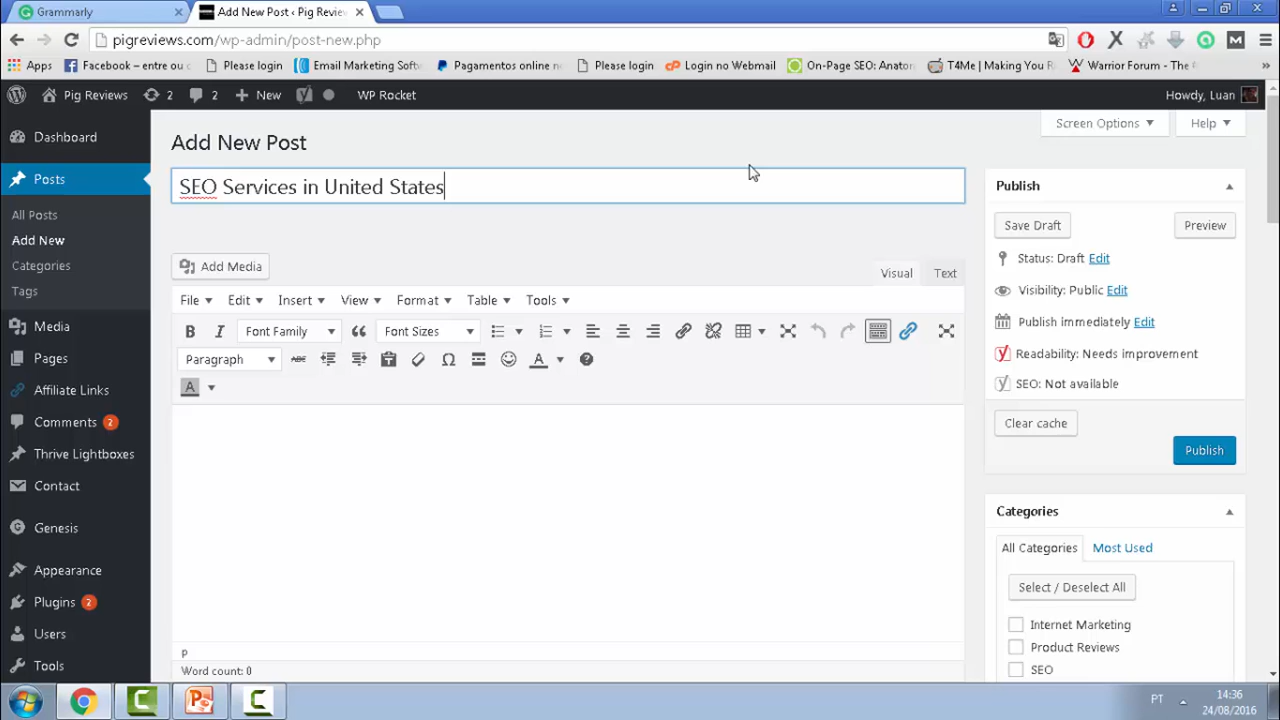 Grammarly
Add New Post ‹ Pig Review
pigreviews.com/wp-admin/post-new.php
Apps
Facebook – entre ou c
Please login
Email Marketing Softw
Pagamentos online n
Please login
Login no Webmail
On-Page SEO: Anatom
T4Me | Making You R
Warrior Forum - The #
»
Pig Reviews
2
2
New
WP Rocket
Howdy, Luan
Dashboard
Posts
All Posts
Add New
Categories
Tags
Media
Pages
Affiliate Links
Comments 2
Thrive Lightboxes
Contact
Genesis
Appearance
Plugins 2
Users
Tools
Screen Options
Help
Add New Post
SEO Services in United States
Add Media
Visual
Text
File
Edit
Insert
View
Format
Table
Tools
B
I
Font Family
Font Sizes
Paragraph
ABC
Ω
A
A
p
Word count: 0
Publish
Save Draft
Preview
Status: Draft Edit
Visibility: Public Edit
Publish immediately Edit
Readability: Needs improvement
SEO: Not available
Clear cache
Publish
Categories
All Categories
Most Used
Select / Deselect All
Internet Marketing
Product Reviews
SEO
PT
14:36
24/08/2016